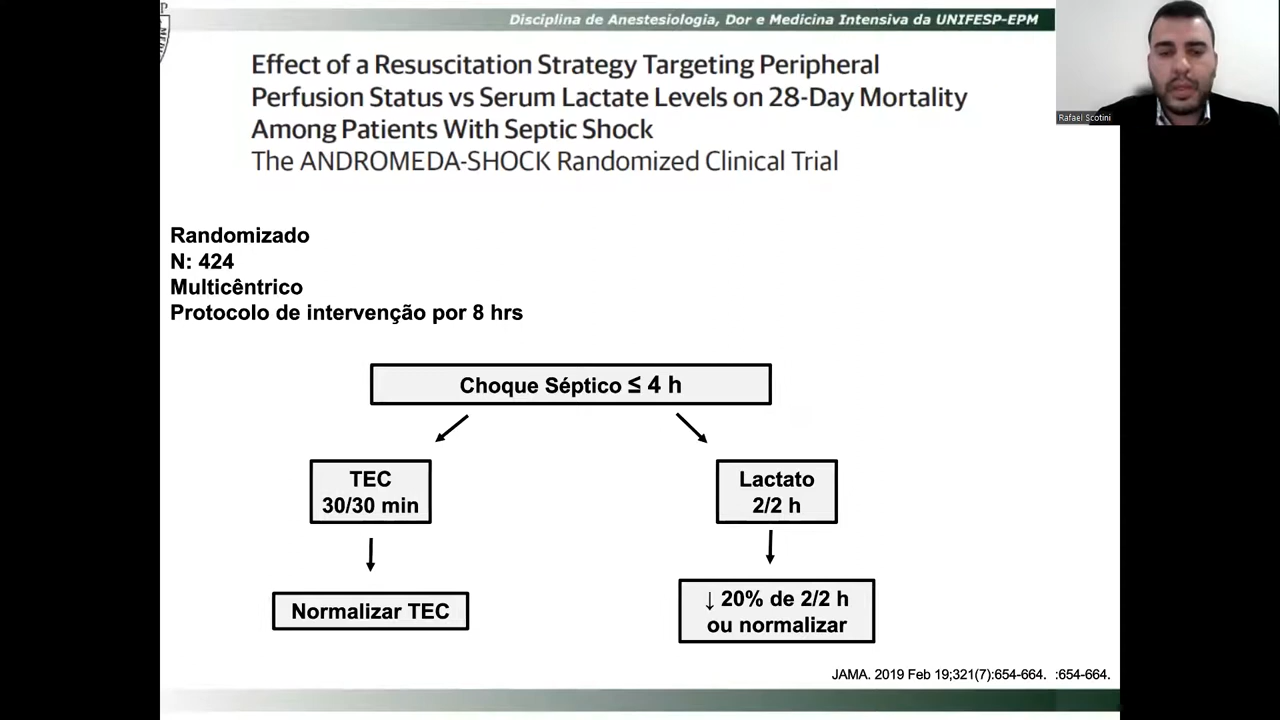 Disciplina de Anestesiologia, Dor e Medicina Intensiva da UNIFESP-EPM
Effect of a Resuscitation Strategy Targeting Peripheral
Perfusion Status vs Serum Lactate Levels on 28-Day Mortality
Among Patients With Septic Shock
The ANDROMEDA-SHOCK Randomized Clinical Trial
Rafael Scotini
Randomizado
N: 424
Multicêntrico
Protocolo de intervenção por 8 hrs
Choque Séptico ≤ 4 h
TEC
30/30 min
Normalizar TEC
Lactato
2/2 h
↓ 20% de 2/2 h
ou normalizar
JAMA. 2019 Feb 19;321(7):654-664. :654-664.